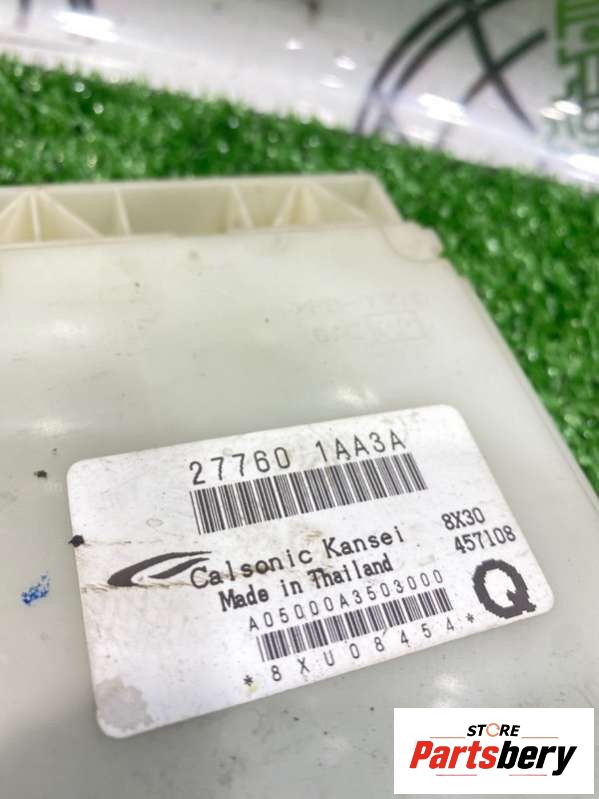 27760 1AA3A
Calsonic Kansei
8X30
Made in Thailand
457108
A05000A3503000
Q
*8XU08454*
STORE
Partsbery